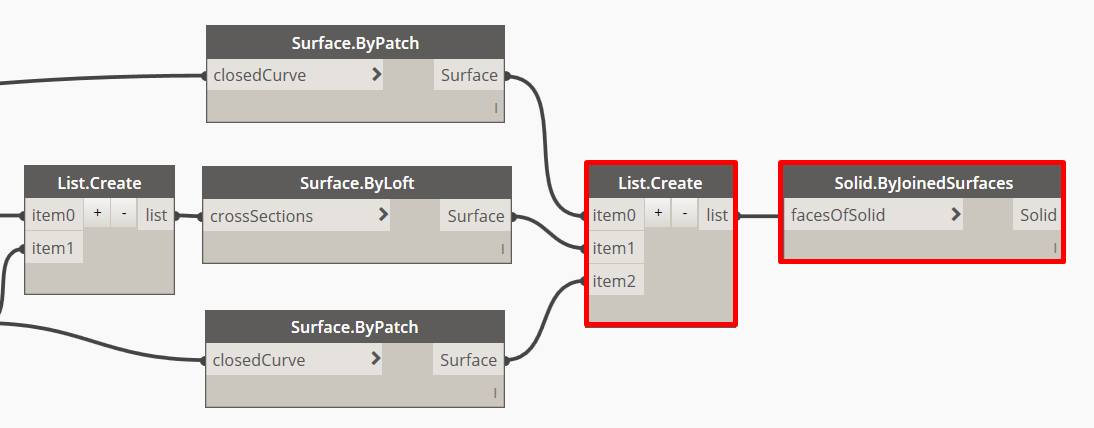 Surface.ByPatch
closedCurve > Surface
l
List.Create
item0 + - list
item1
Surface.ByLoft
crossSections > Surface
l
List.Create
item0 + - list
item1
item2
Solid.ByJoinedSurfaces
facesOfSolid > Solid
l
Surface.ByPatch
closedCurve > Surface
l